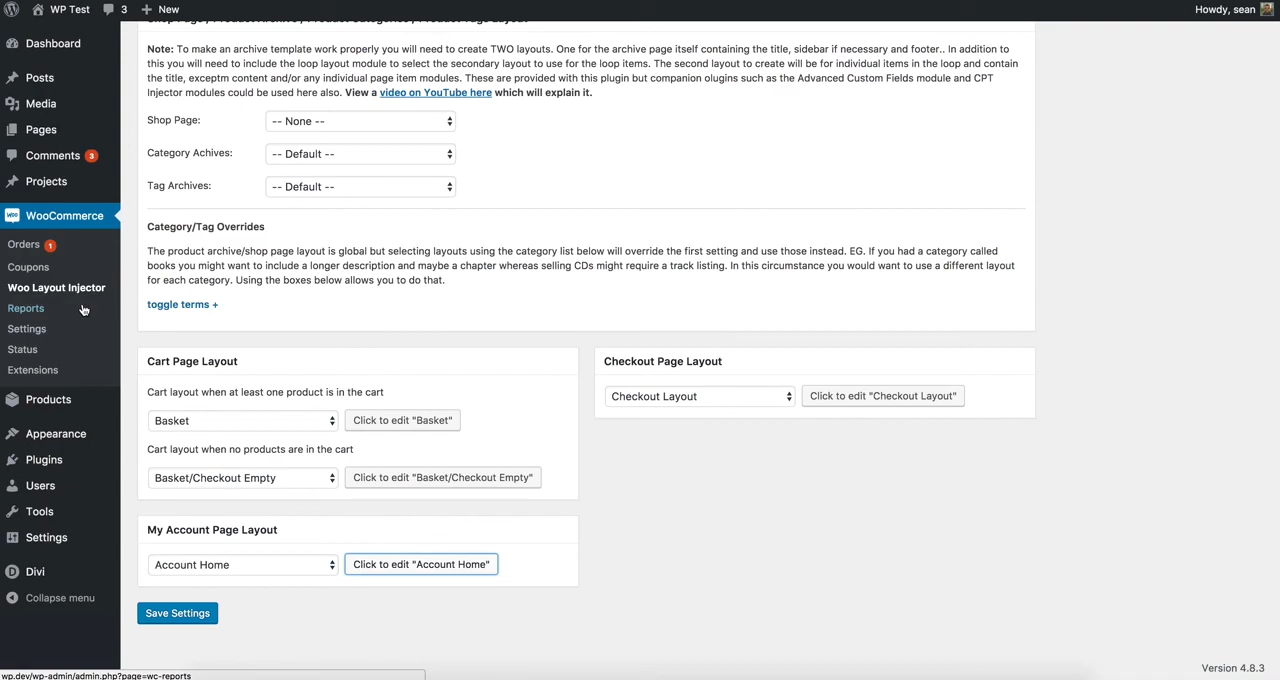 WP Test
3
New
Howdy, sean
Shop Page / Product Archive / Product Categories / Product Tags Layout
Dashboard
Posts
Media
Pages
Comments 3
Projects
WooCommerce
Orders 1
Coupons
Woo Layout Injector
Reports
Settings
Status
Extensions
Products
Appearance
Plugins
Users
Tools
Settings
Divi
Collapse menu
Note: To make an archive template work properly you will need to create TWO layouts. One for the archive page itself containing the title, sidebar if necessary and footer.. In addition to
this you will need to include the loop layout module to select the secondary layout to use for the loop items. The second layout to create will be for individual items in the loop and contain
the title, exceptm content and/or any individual page item modules. These are provided with this plugin but companion olugins such as the Advanced Custom Fields module and CPT
Injector modules could be used here also. View a video on YouTube here which will explain it.
Shop Page: -- None --
Category Achives: -- Default --
Tag Archives: -- Default --
Category/Tag Overrides
The product archive/shop page layout is global but selecting layouts using the category list below will override the first setting and use those instead. EG. If you had a category called
books you might want to include a longer description and maybe a chapter whereas selling CDs might require a track listing. In this circumstance you would want to use a different layout
for each category. Using the boxes below allows you to do that.
toggle terms +
Cart Page Layout
Cart layout when at least one product is in the cart
Basket Click to edit "Basket"
Cart layout when no products are in the cart
Basket/Checkout Empty Click to edit "Basket/Checkout Empty"
Checkout Page Layout
Checkout Layout Click to edit "Checkout Layout"
My Account Page Layout
Account Home Click to edit "Account Home"
Save Settings
Version 4.8.3
wp.dev/wp-admin/admin.php?page=wc-reports